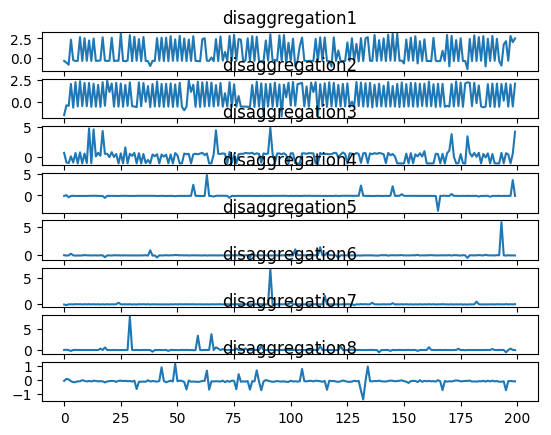 disaggregation1
2.5
0.0
disaggregation2
2.5
0.0
disaggregation3
5
0
disaggregation4
5
0
disaggregation5
5
0
disaggregation6
5
0
disaggregation7
5
0
disaggregation8
1
0
−1
0 25 50 75 100 125 150 175 200